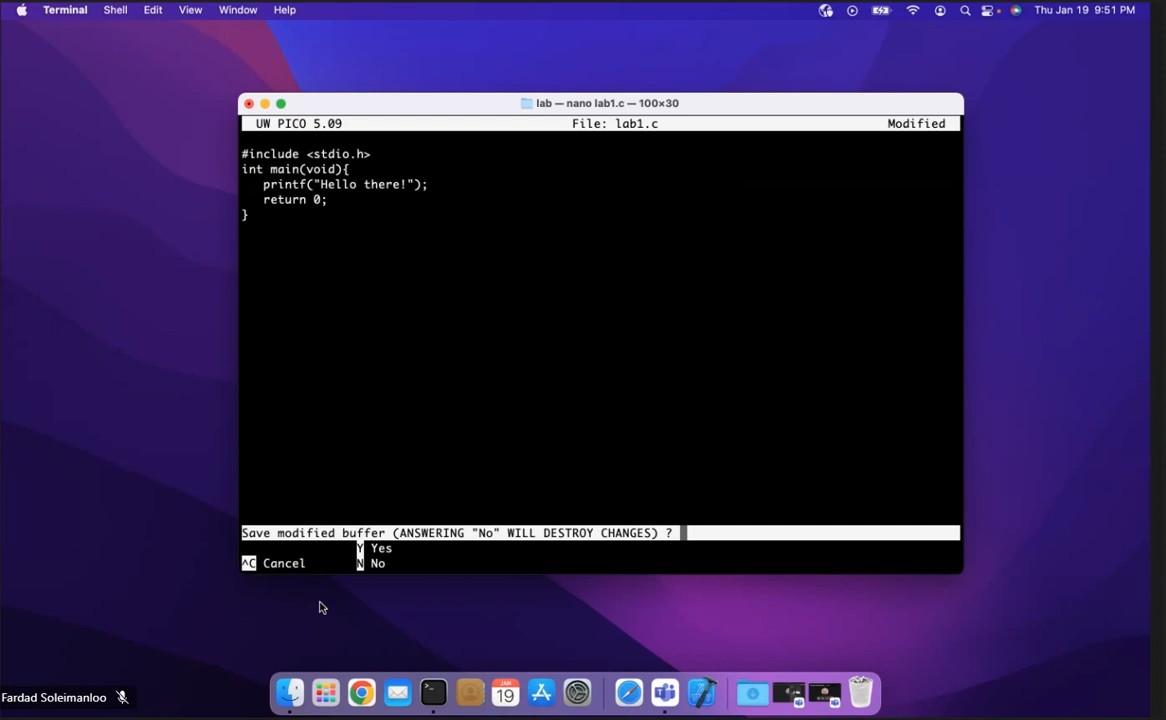 Terminal Shell Edit View Window Help Thu Jan 19 9:51 PM
lab — nano lab1.c — 100×30
UW PICO 5.09 File: lab1.c Modified
#include <stdio.h>
int main(void){
   printf("Hello there!");
   return 0;
}
Save modified buffer (ANSWERING "No" WILL DESTROY CHANGES) ?
Y Yes
^C Cancel N No
Fardad Soleimanloo
JAN
19